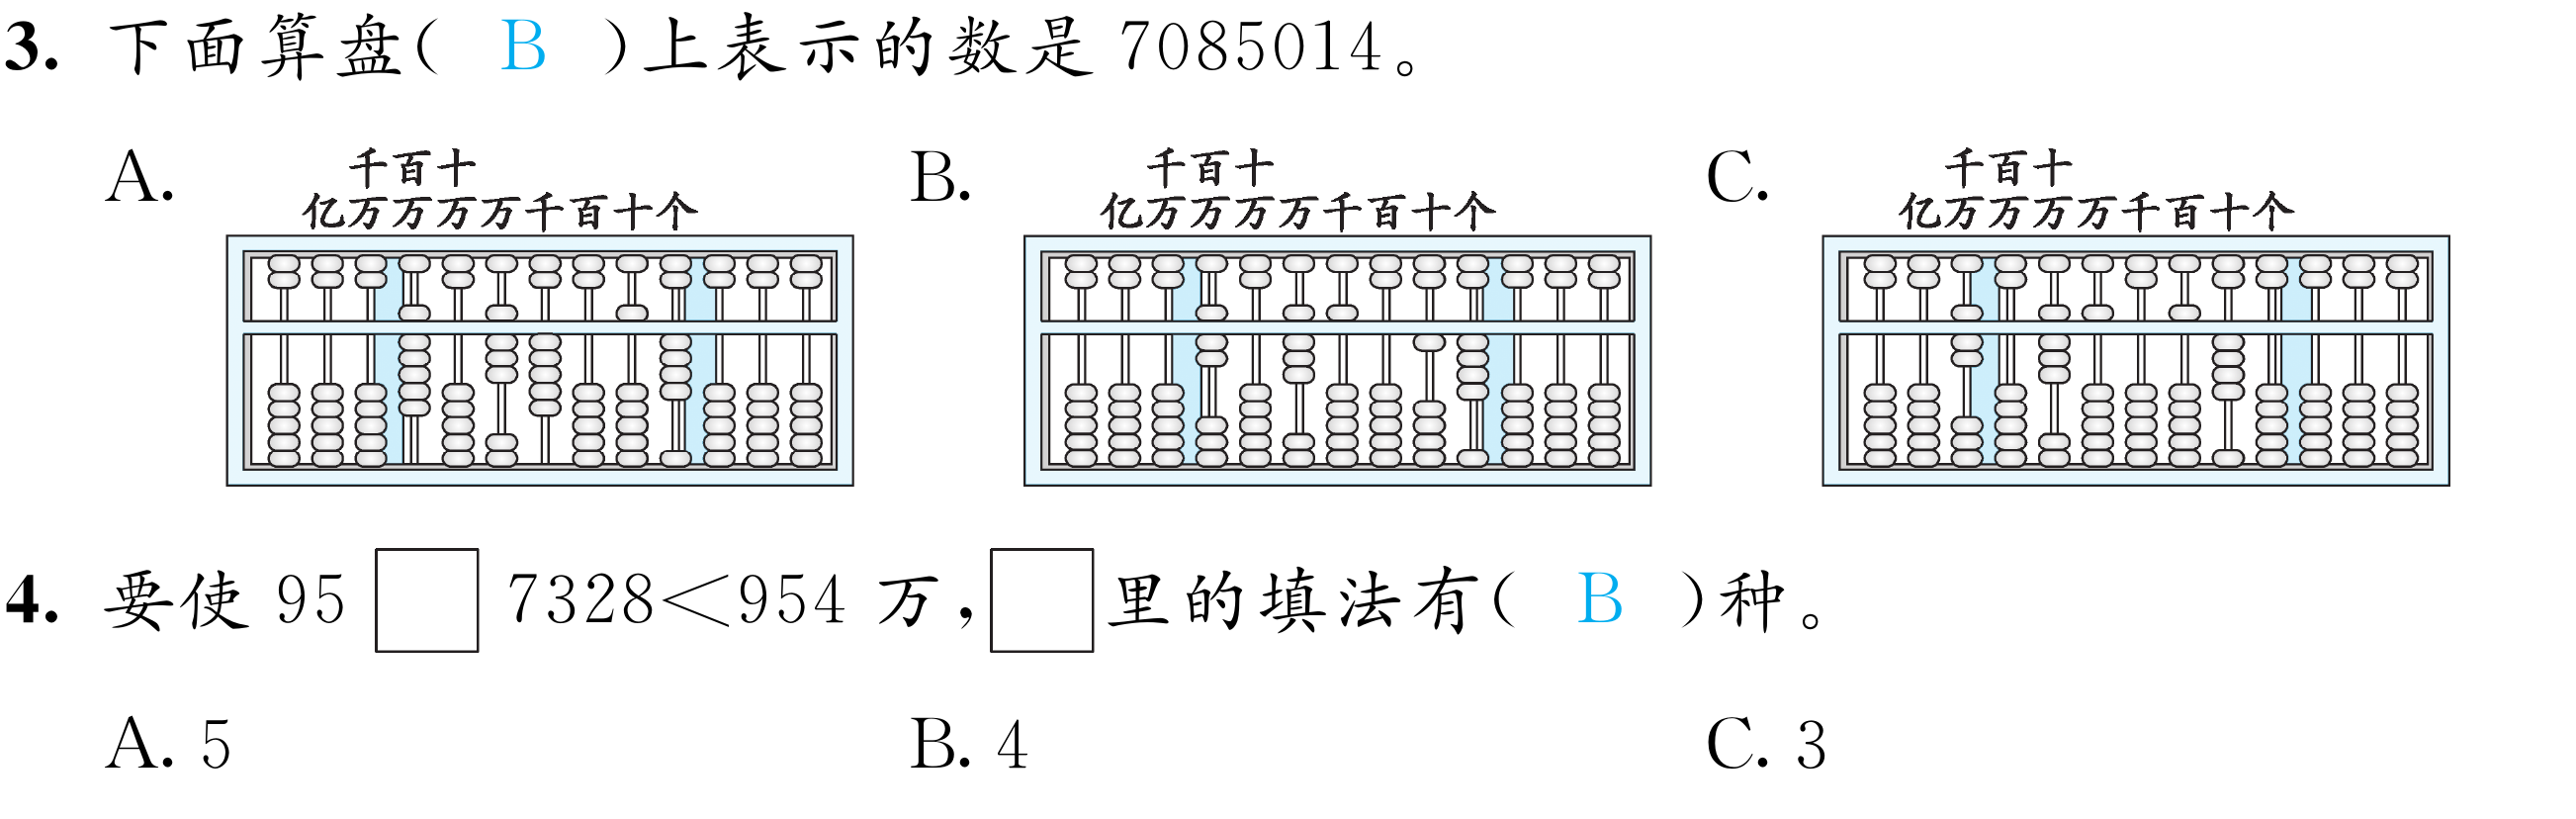 3. 下面算盘( B )上表示的数是 7085014。
A. B. C.
千百十 千百十 千百十
亿万万万万千百十个 亿万万万万千百十个 亿万万万万千百十个
4. 要使 95□7328<954 万,□里的填法有( B )种。
A. 5 B. 4 C. 3